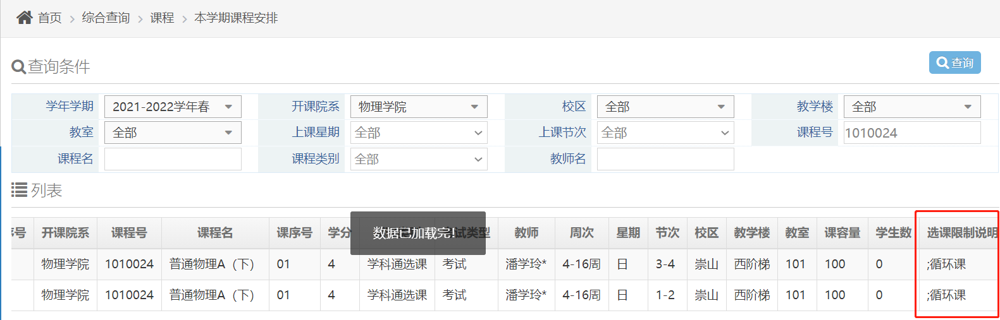 首页 > 综合查询 > 课程 > 本学期课程安排
查询条件 查询
学年学期 2021-2022学年春 开课院系 物理学院 校区 全部 教学楼 全部
教室 全部 上课星期 全部 上课节次 全部 课程号 1010024
课程名 课程类别 全部 教师名
列表
数据已加载完!
号 开课院系 课程号 课程名 课序号 学分 类型 教师 周次 星期 节次 校区 教学楼 教室 课容量 学生数 选课限制说明
物理学院 1010024 普通物理A（下） 01 4 学科通选课 考试 潘学玲* 4-16周 日 3-4 崇山 西阶梯 101 100 0 ;循环课
物理学院 1010024 普通物理A（下） 01 4 学科通选课 考试 潘学玲* 4-16周 日 1-2 崇山 西阶梯 101 100 0 ;循环课